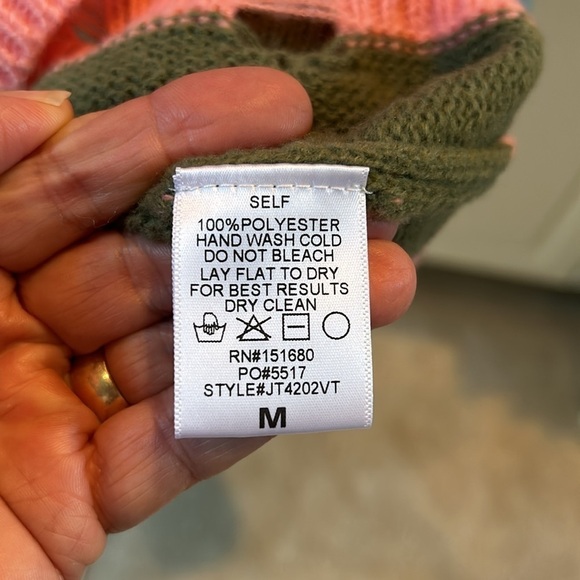 SELF
100%POLYESTER
HAND WASH COLD
DO NOT BLEACH
LAY FLAT TO DRY
FOR BEST RESULTS
DRY CLEAN
RN#151680
PO#5517
STYLE#JT4202VT
M